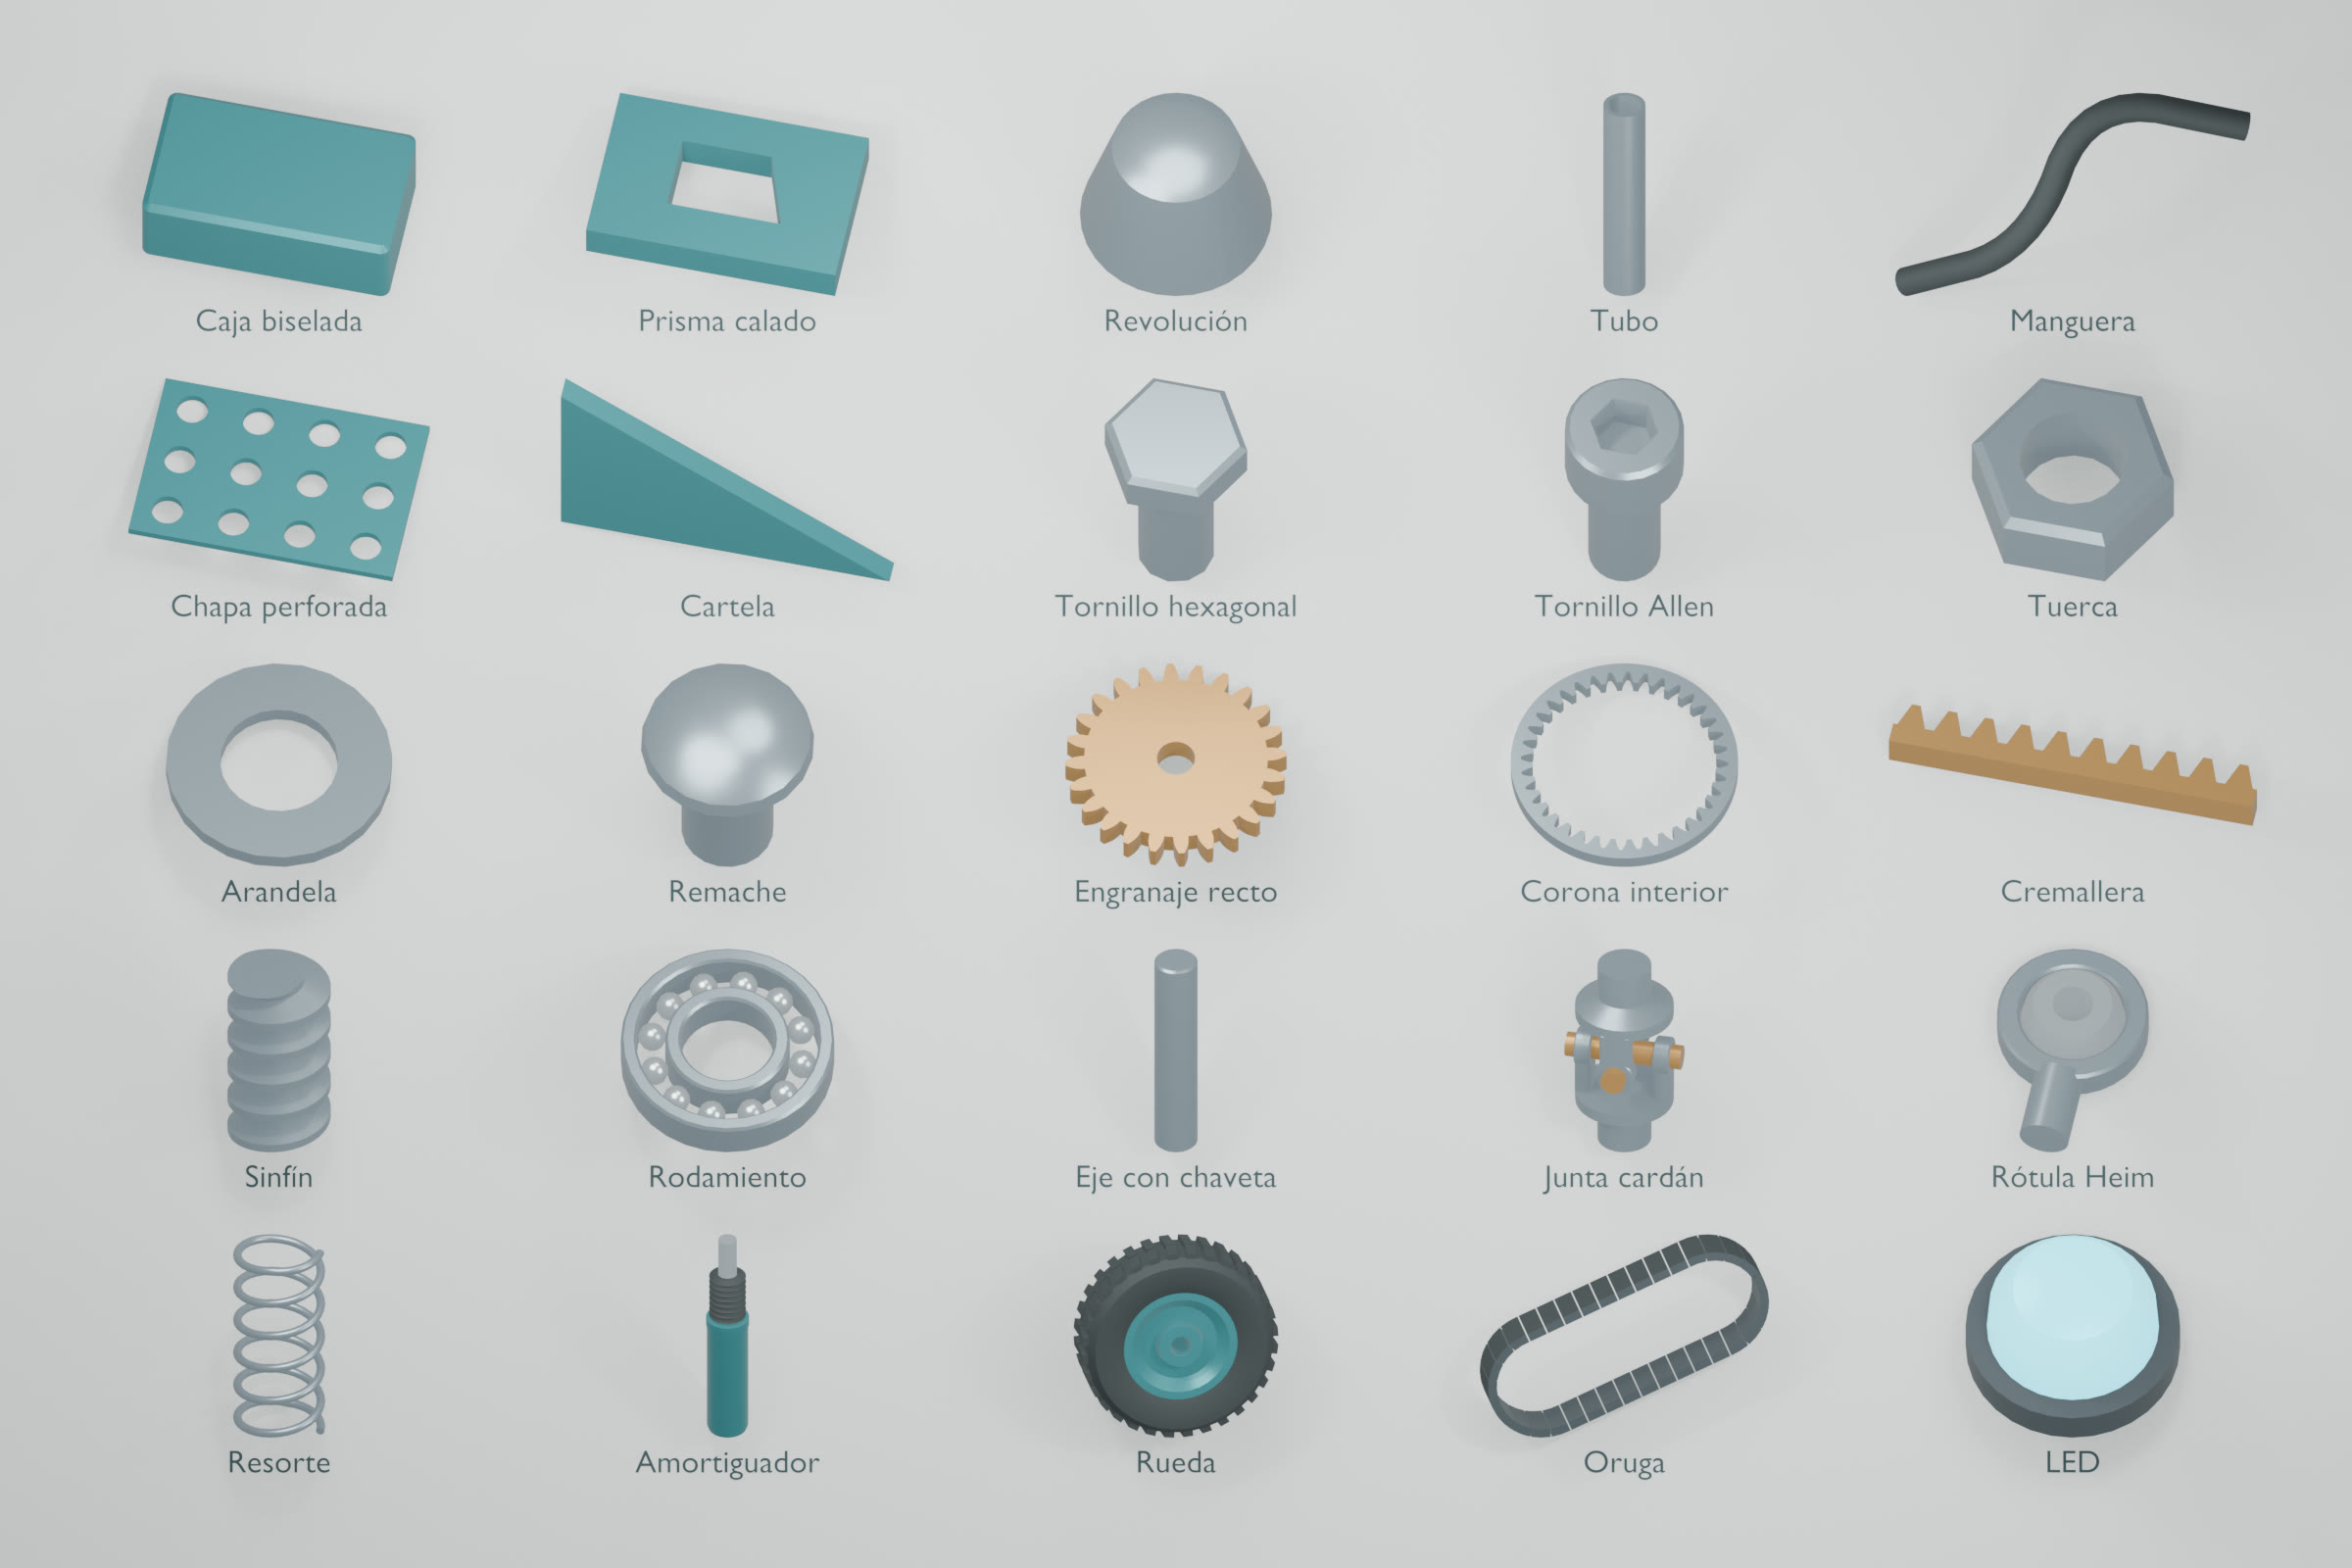 Caja biselada
Prisma calado
Revolución
Tubo
Manguera
Chapa perforada
Cartela
Tornillo hexagonal
Tornillo Allen
Tuerca
Arandela
Remache
Engranaje recto
Corona interior
Cremallera
Sinfín
Rodamiento
Eje con chaveta
Junta cardán
Rótula Heim
Resorte
Amortiguador
Rueda
Oruga
LED